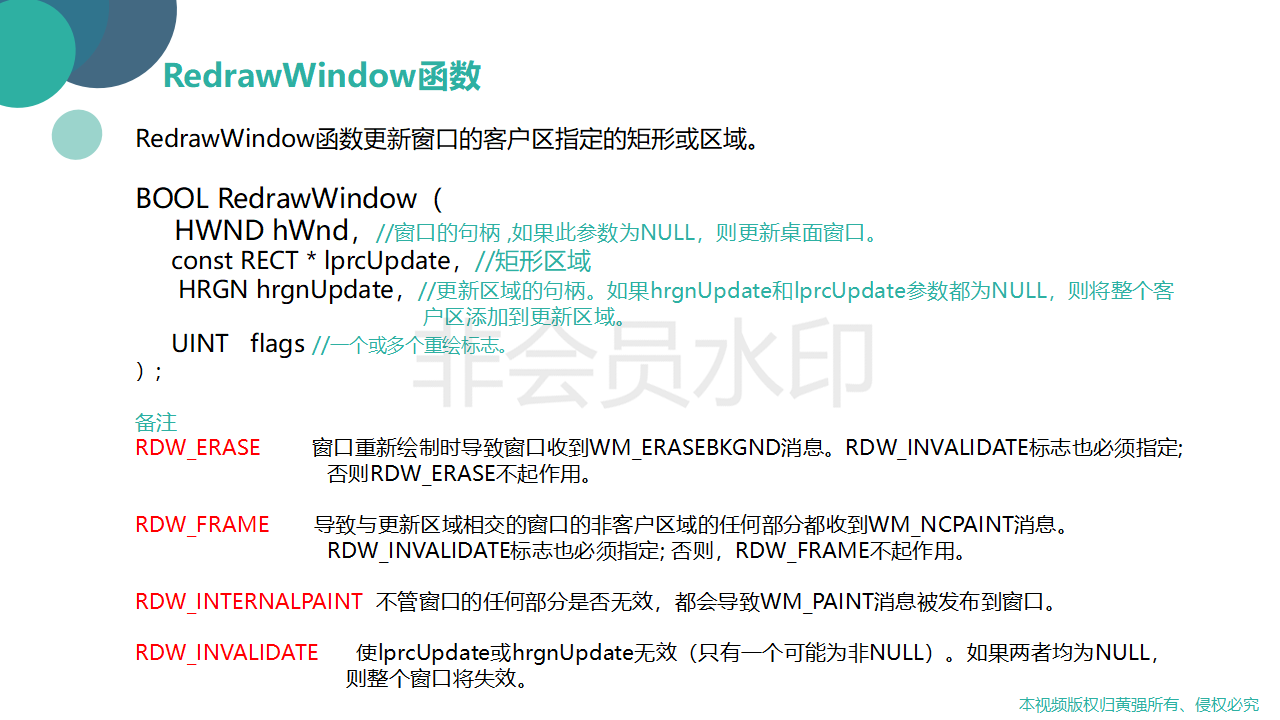 RedrawWindow函数
RedrawWindow函数更新窗口的客户区指定的矩形或区域。
BOOL RedrawWindow（
HWND hWnd，//窗口的句柄 ,如果此参数为NULL，则更新桌面窗口。
const RECT * lprcUpdate，//矩形区域
HRGN hrgnUpdate，//更新区域的句柄。如果hrgnUpdate和lprcUpdate参数都为NULL，则将整个客
户区添加到更新区域。
UINT flags //一个或多个重绘标志。
）;
非会员水印
备注
RDW_ERASE 窗口重新绘制时导致窗口收到WM_ERASEBKGND消息。RDW_INVALIDATE标志也必须指定;
否则RDW_ERASE不起作用。
RDW_FRAME 导致与更新区域相交的窗口的非客户区域的任何部分都收到WM_NCPAINT消息。
RDW_INVALIDATE标志也必须指定; 否则，RDW_FRAME不起作用。
RDW_INTERNALPAINT 不管窗口的任何部分是否无效，都会导致WM_PAINT消息被发布到窗口。
RDW_INVALIDATE 使lprcUpdate或hrgnUpdate无效（只有一个可能为非NULL）。如果两者均为NULL，
则整个窗口将失效。
本视频版权归黄强所有、侵权必究